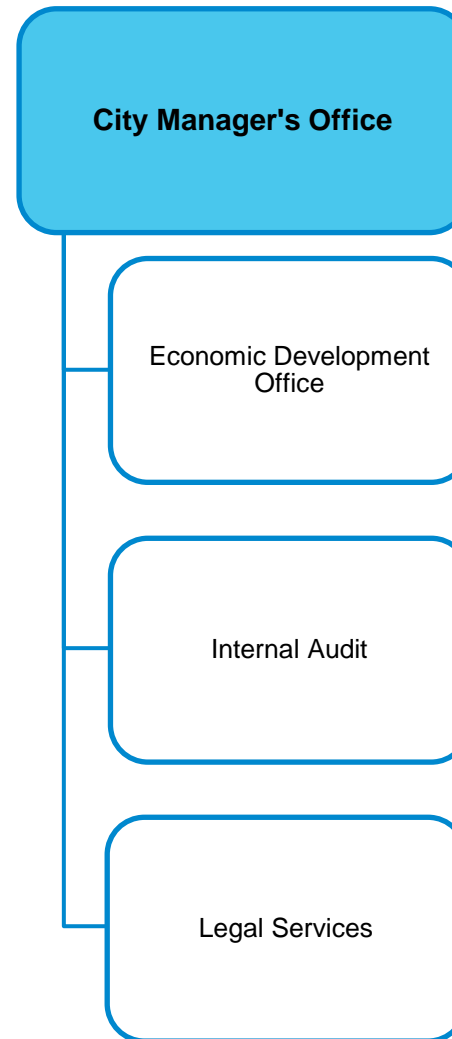 City Manager's Office
Economic Development
Office
Internal Audit
Legal Services